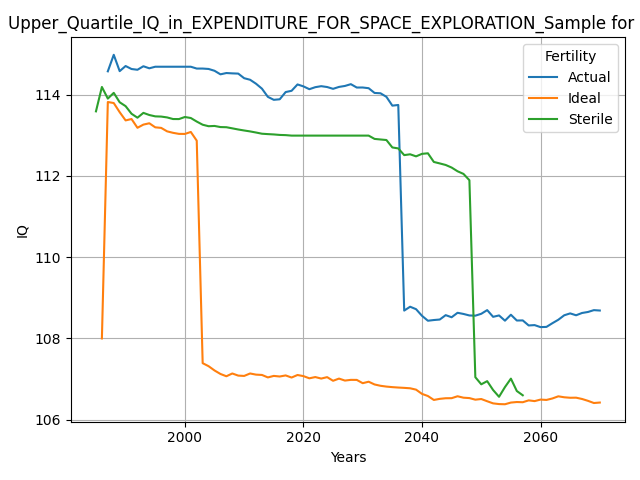 Upper_Quartile_IQ_in_EXPENDITURE_FOR_SPACE_EXPLORATION_Sample for
Fertility
Actual
Ideal
Sterile
114
112
110
108
106
IQ
2000
2020
2040
2060
Years